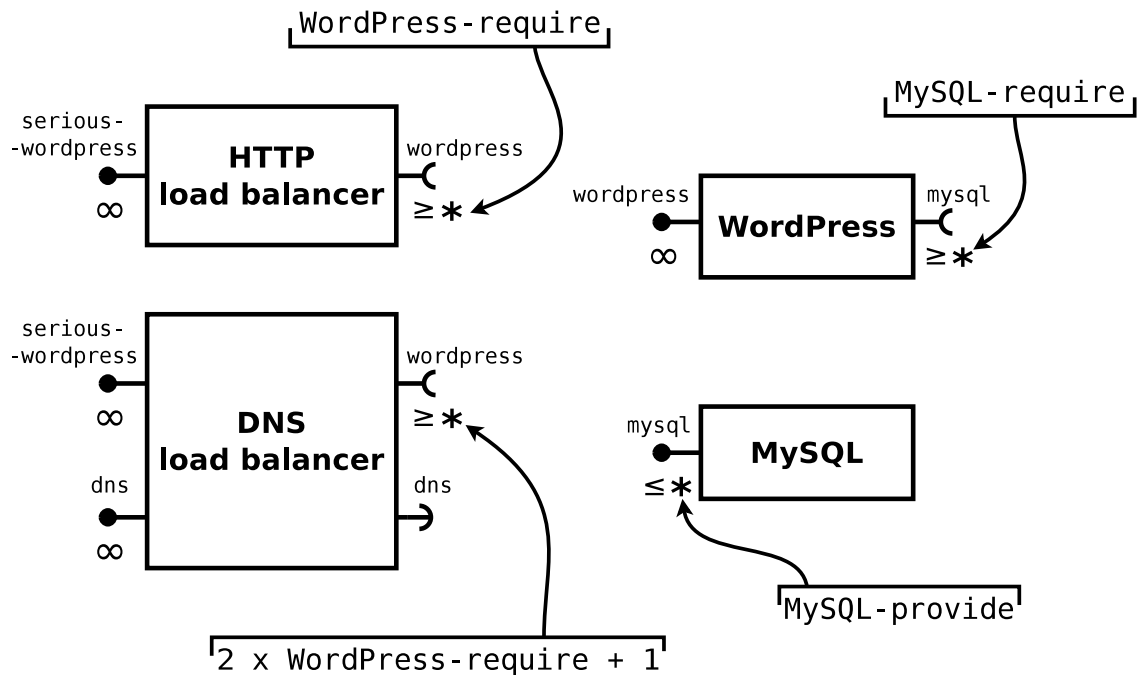 WordPress-require
MySQL-require
serious-
-wordpress
HTTP
load balancer
wordpress
∞
≥ *
wordpress
WordPress
mysql
∞
≥ *
serious-
-wordpress
wordpress
∞
≥ *
DNS
load balancer
dns
dns
∞
mysql
MySQL
≤ *
MySQL-provide
2 x WordPress-require + 1